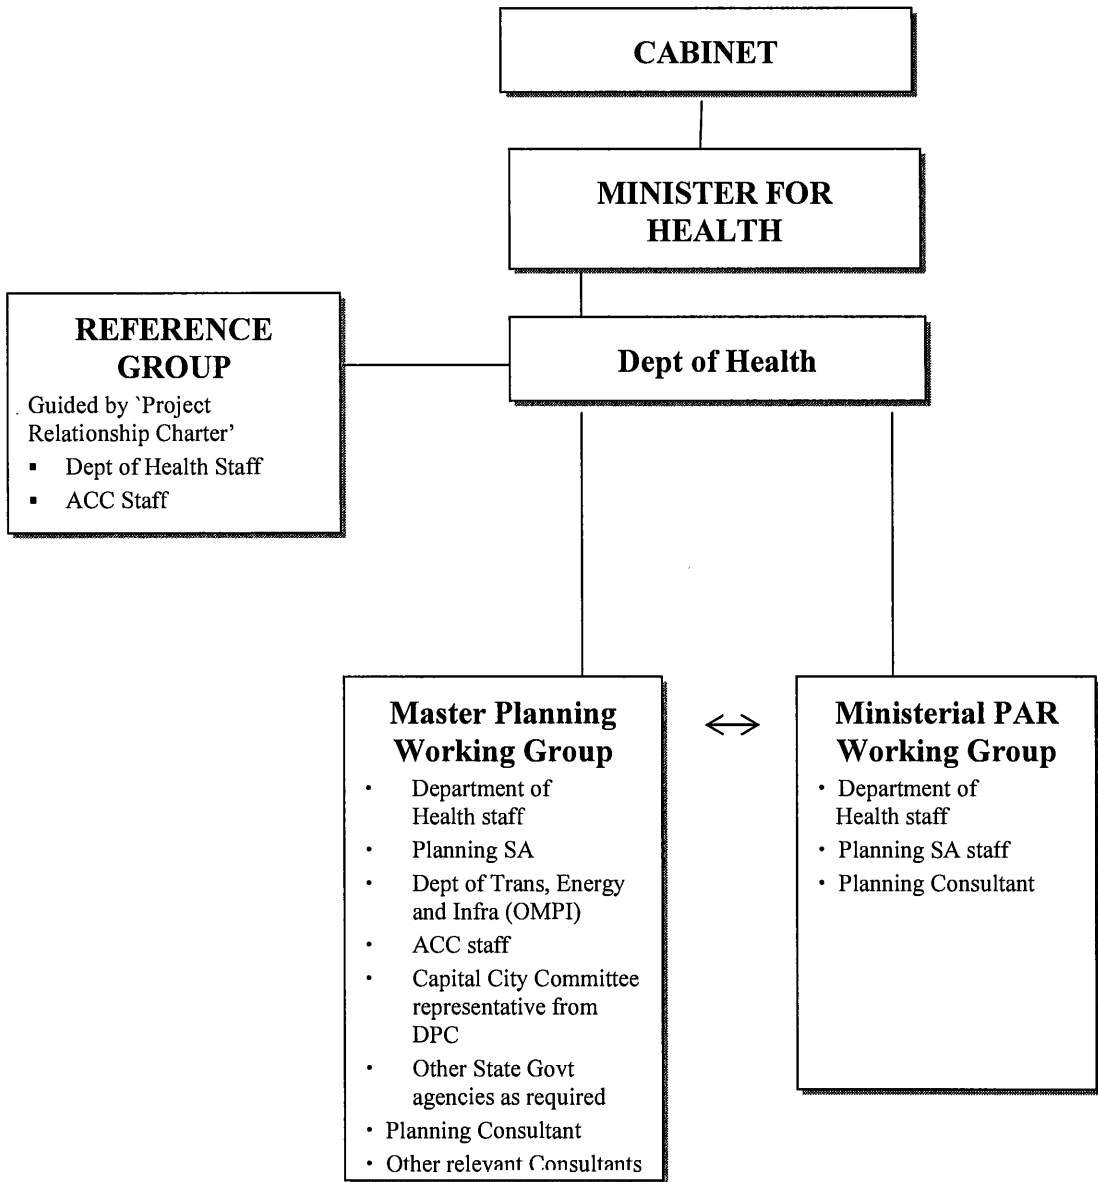 CABINET
MINISTER FOR
HEALTH
REFERENCE
GROUP
Guided by `Project
Relationship Charter’
▪ Dept of Health Staff
▪ ACC Staff
Dept of Health
Master Planning
Working Group
• Department of
Health staff
• Planning SA
• Dept of Trans, Energy
and Infra (OMPI)
• ACC staff
• Capital City Committee
representative from
DPC
• Other State Govt
agencies as required
• Planning Consultant
• Other relevant Consultants
Ministerial PAR
Working Group
• Department of
Health staff
• Planning SA staff
• Planning Consultant